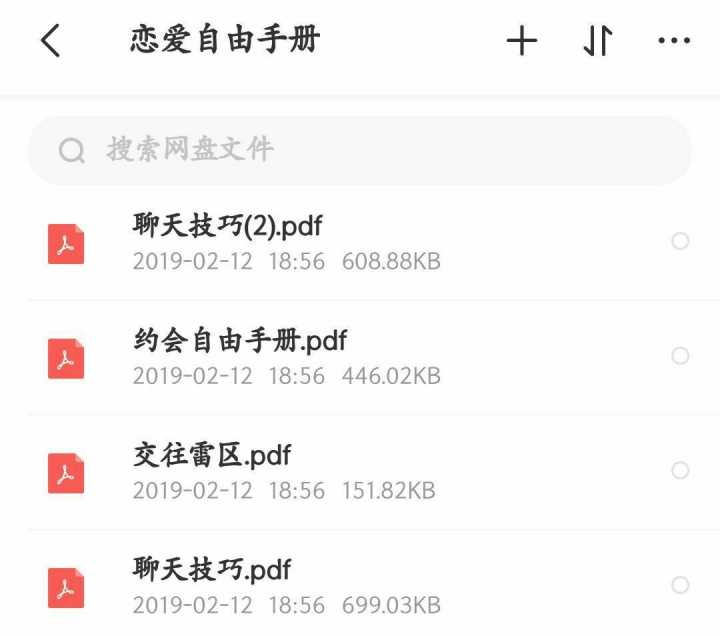 恋爱自由手册
搜索网盘文件
聊天技巧(2).pdf
2019-02-12 18:56 608.88KB
约会自由手册.pdf
2019-02-12 18:56 446.02KB
交往雷区.pdf
2019-02-12 18:56 151.82KB
聊天技巧.pdf
2019-02-12 18:56 699.03KB